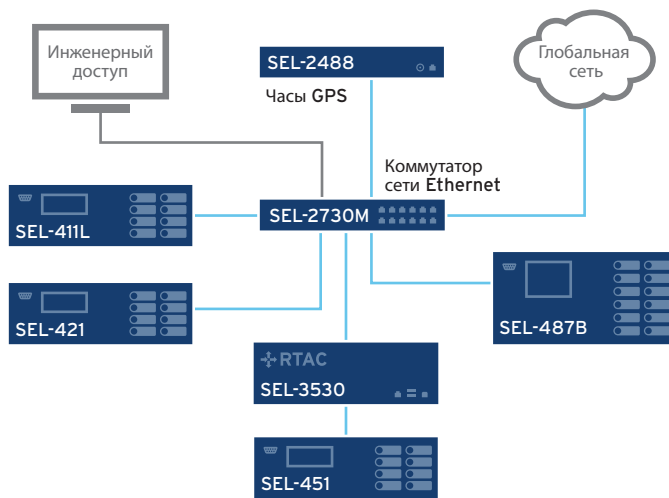 Инженерный
доступ
SEL-2488
Часы GPS
Глобальная
сеть
Коммутатор
сети Ethernet
SEL-2730M
SEL-411L
SEL-421
SEL-487B
RTAC
SEL-3530
SEL-451